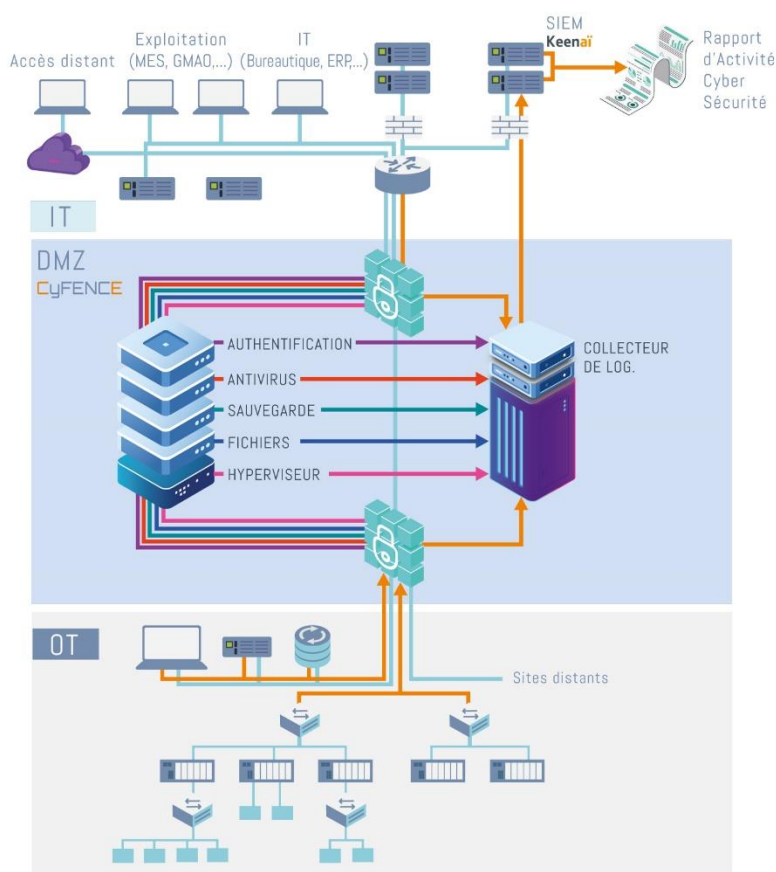 SIEM
Keenaï
Rapport
d'Activité
Cyber
Sécurité
Accès distant
Exploitation
(MES, GMAO,...)
IT
(Bureautique, ERP,...)
IT
DMZ
CyFENCE
AUTHENTIFICATION
ANTIVIRUS
SAUVEGARDE
FICHIERS
HYPERVISEUR
COLLECTEUR
DE LOG.
OT
Sites distants